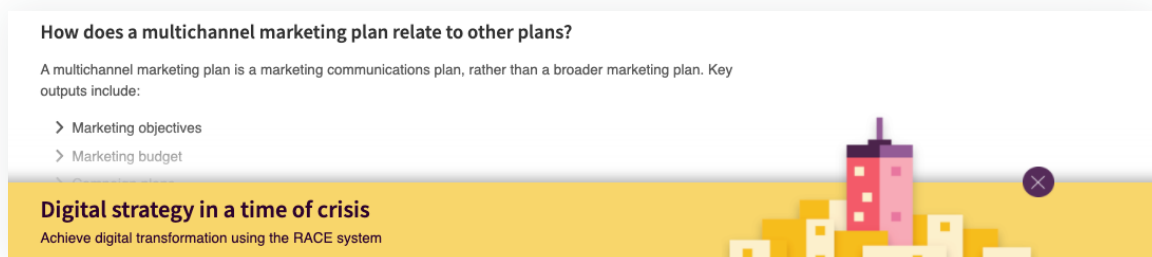 How does a multichannel marketing plan relate to other plans?
A multichannel marketing plan is a marketing communications plan, rather than a broader marketing plan. Key
outputs include:
Marketing objectives
Marketing budget
Digital strategy in a time of crisis
Achieve digital transformation using the RACE system